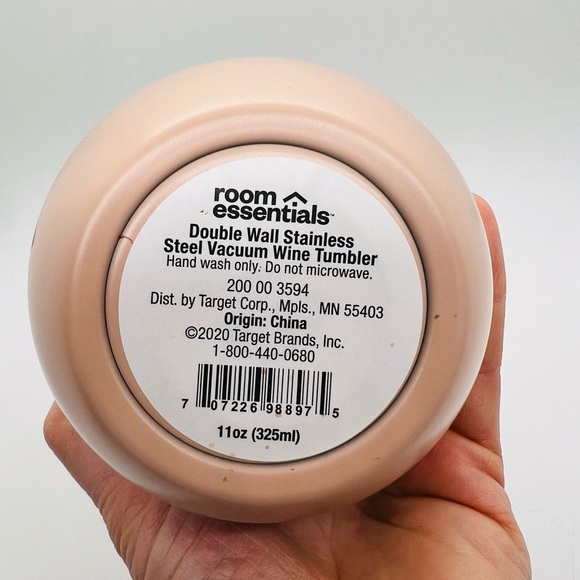 room
essentials™
Double Wall Stainless
Steel Vacuum Wine Tumbler
Hand wash only. Do not microwave.
200 00 3594
Dist. by Target Corp., Mpls., MN 55403
Origin: China
©2020 Target Brands, Inc.
1-800-440-0680
7 07226 98897 5
11oz (325ml)